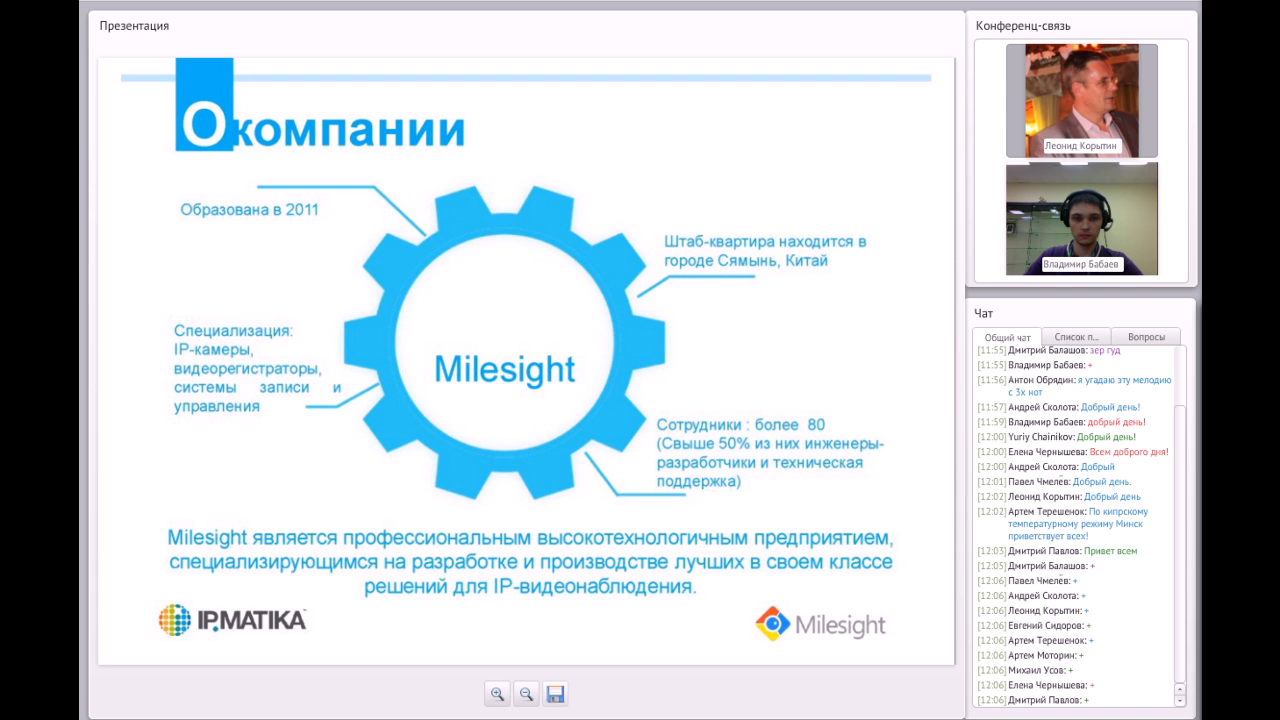 Презентация
О компании
Образована в 2011
Штаб-квартира находится в
городе Сямынь, Китай
Специализация:
IP-камеры,
видеорегистраторы,
системы записи и
управления
Milesight
Сотрудники : более 80
(Свыше 50% из них инженеры-
разработчики и техническая
поддержка)
Milesight является профессиональным высокотехнологичным предприятием,
специализирующимся на разработке и производстве лучших в своем классе
решений для IP-видеонаблюдения.
IPMATIKA
Milesight
Конференц-связь
Леонид Корытин
Владимир Бабаев
Чат
Общий чат
Список п...
Вопросы
[11:55] Дмитрий Балашов: зер гуд
[11:55] Владимир Бабаев: +
[11:56] Антон Обрядин: я угадаю эту мелодию
с 3х нот
[11:57] Андрей Сколота: Добрый день!
[11:59] Владимир Бабаев: добрый день!
[12:00] Yuriy Chainikov: Добрый день!
[12:00] Елена Чернышева: Всем доброго дня!
[12:00] Андрей Сколота: Добрый
[12:01] Павел Чмелёв: Добрый день.
[12:02] Леонид Корытин: Добрый день
[12:02] Артем Терешенок: По кипрскому
температурному режиму Минск
приветствует всех!
[12:03] Дмитрий Павлов: Привет всем
[12:05] Дмитрий Балашов: +
[12:06] Павел Чмелёв: +
[12:06] Андрей Сколота: +
[12:06] Леонид Корытин: +
[12:06] Евгений Сидоров: +
[12:06] Артем Терешенок: +
[12:06] Артем Моторин: +
[12:06] Михаил Усов: +
[12:06] Елена Чернышева: +
[12:06] Дмитрий Павлов: +